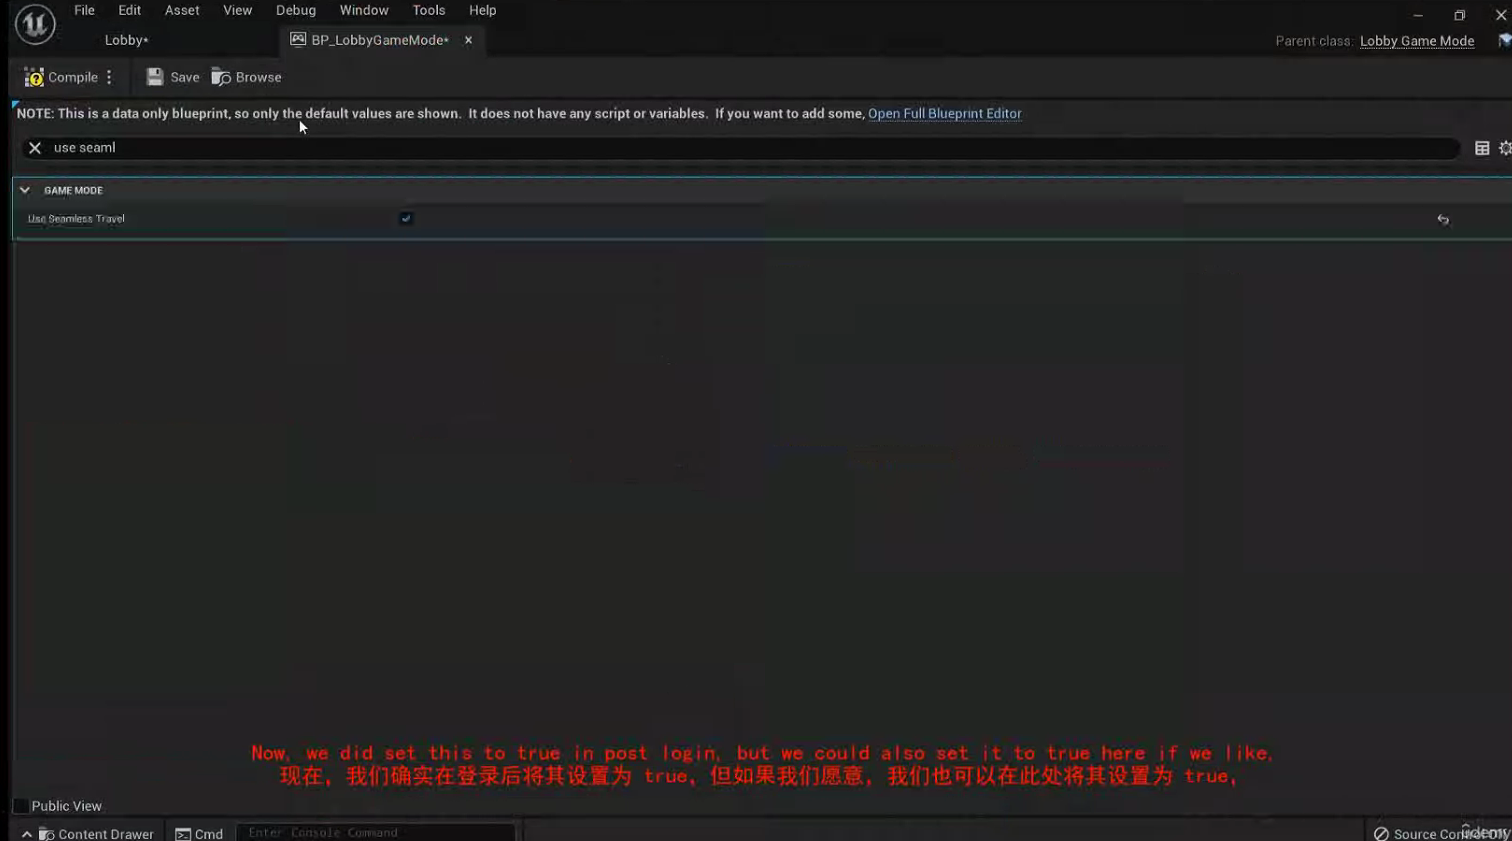 File Edit Asset View Debug Window Tools Help
Lobby* BP_LobbyGameMode* Parent class: Lobby Game Mode
Compile Save Browse
NOTE: This is a data only blueprint, so only the default values are shown. It does not have any script or variables. If you want to add some, Open Full Blueprint Editor
use seaml
GAME MODE
Use Seamless Travel
Now, we did set this to true in post login, but we could also set it to true here if we like,
现在，我们确实在登录后将其设置为 true，但如果我们愿意，我们也可以在此处将其设置为 true，
Public View
Content Drawer Cmd Enter Console Command Source Control Off